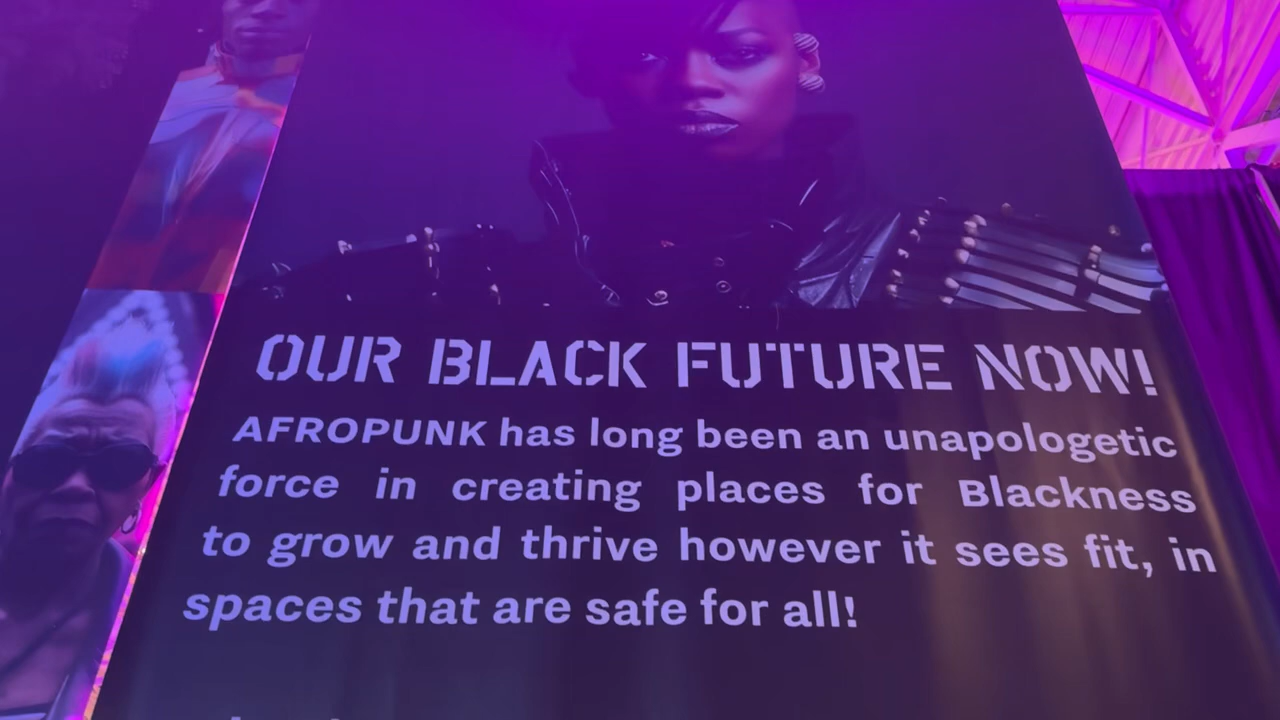 OUR BLACK FUTURE NOW!
AFROPUNK has long been an unapologetic
force in creating places for Blackness
to grow and thrive however it sees fit, in
spaces that are safe for all!